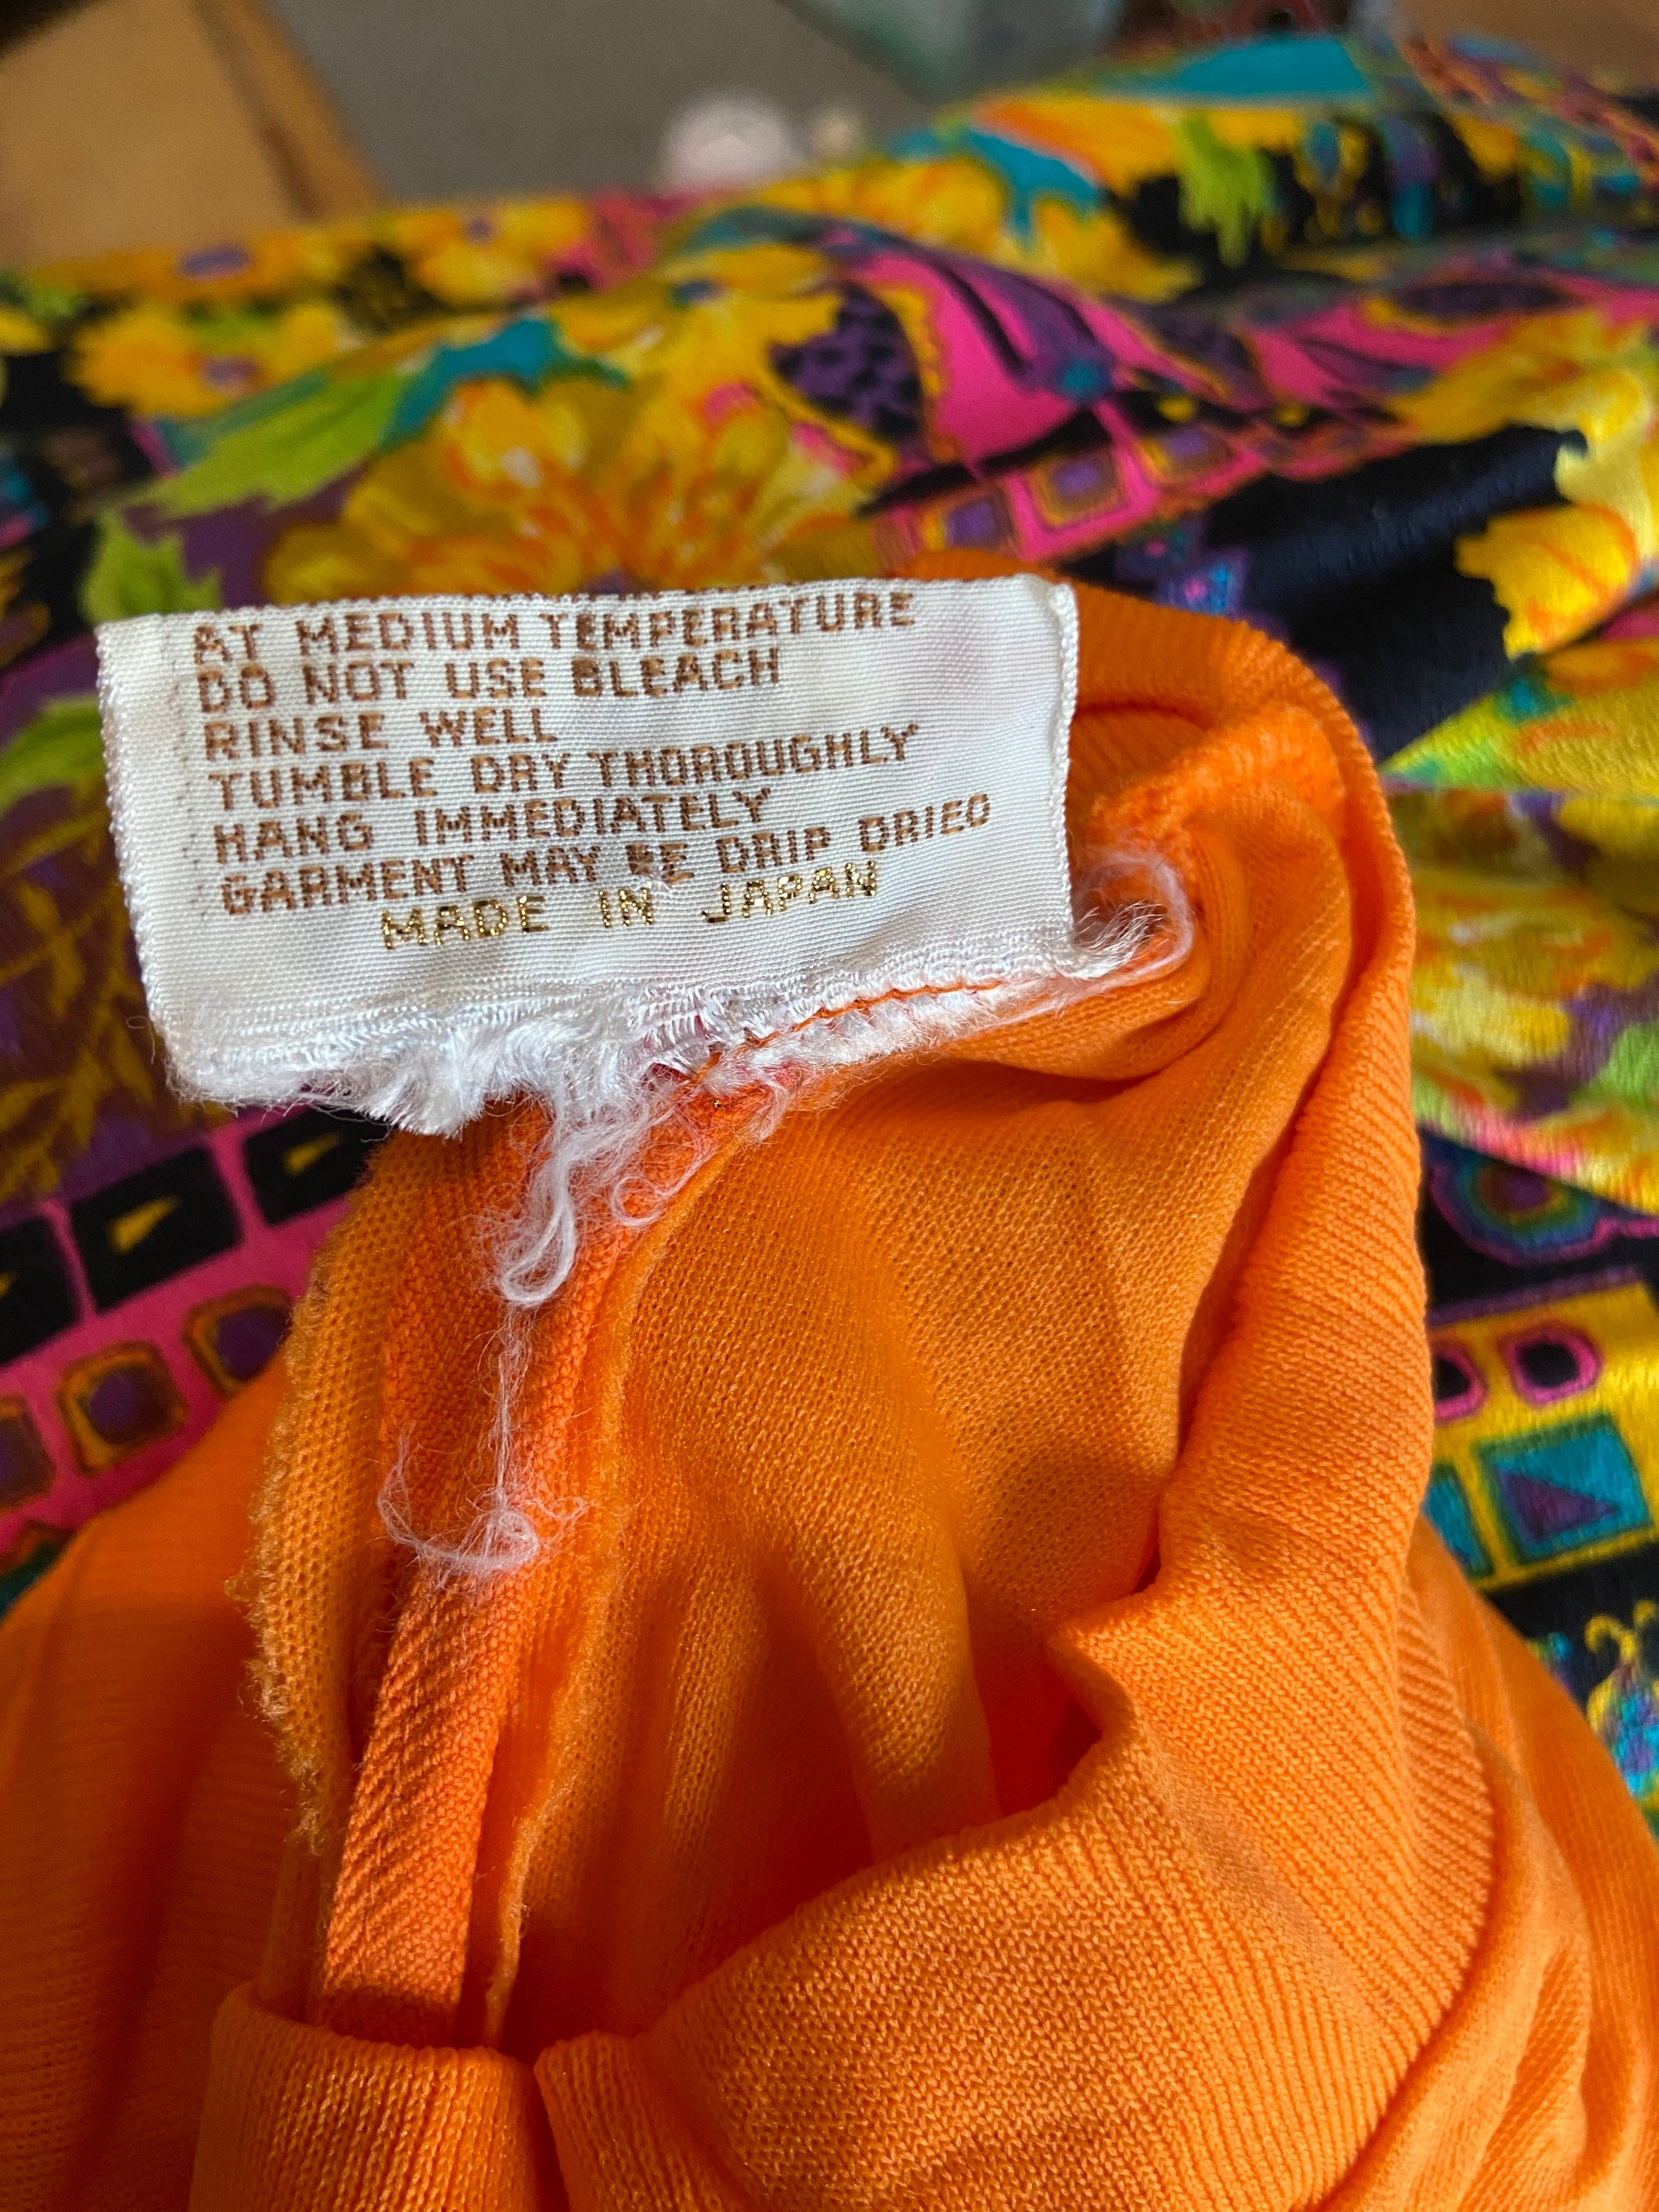 AT MEDIUM TEMPERATURE
DO NOT USE BLEACH
RINSE WELL
TUMBLE DRY THOROUGHLY
HANG IMMEDIATELY
GARMENT MAY BE DRIP DRIED
MADE IN JAPAN